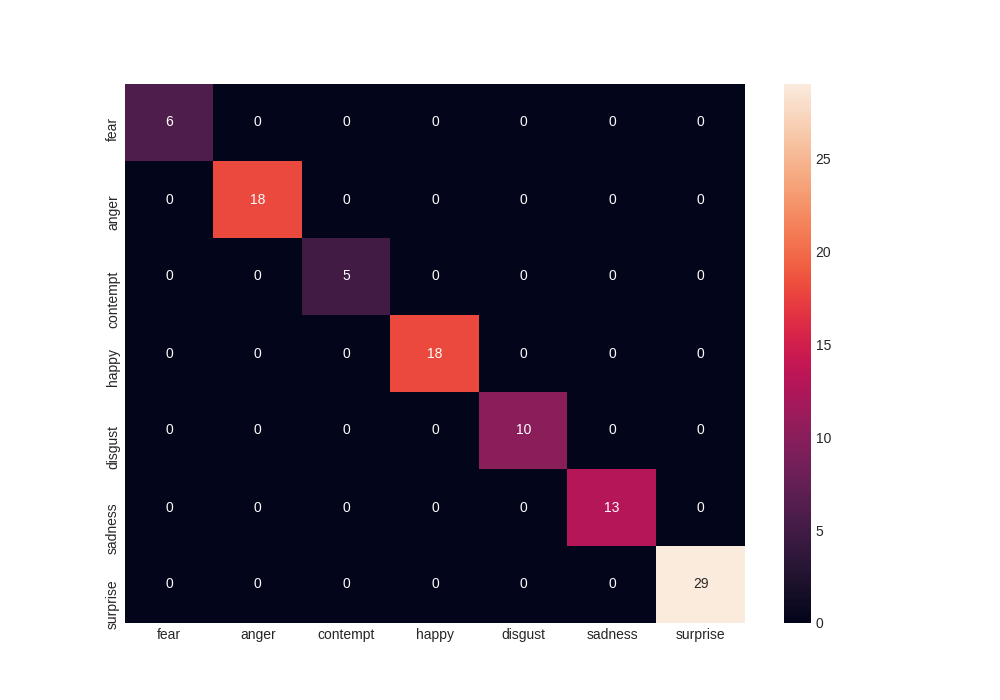 fear 6 0 0 0 0 0 0
anger 0 18 0 0 0 0 0
contempt 0 0 5 0 0 0 0
happy 0 0 0 18 0 0 0
disgust 0 0 0 0 10 0 0
sadness 0 0 0 0 0 13 0
surprise 0 0 0 0 0 0 29
fear anger contempt happy disgust sadness surprise
25
20
15
10
5
0